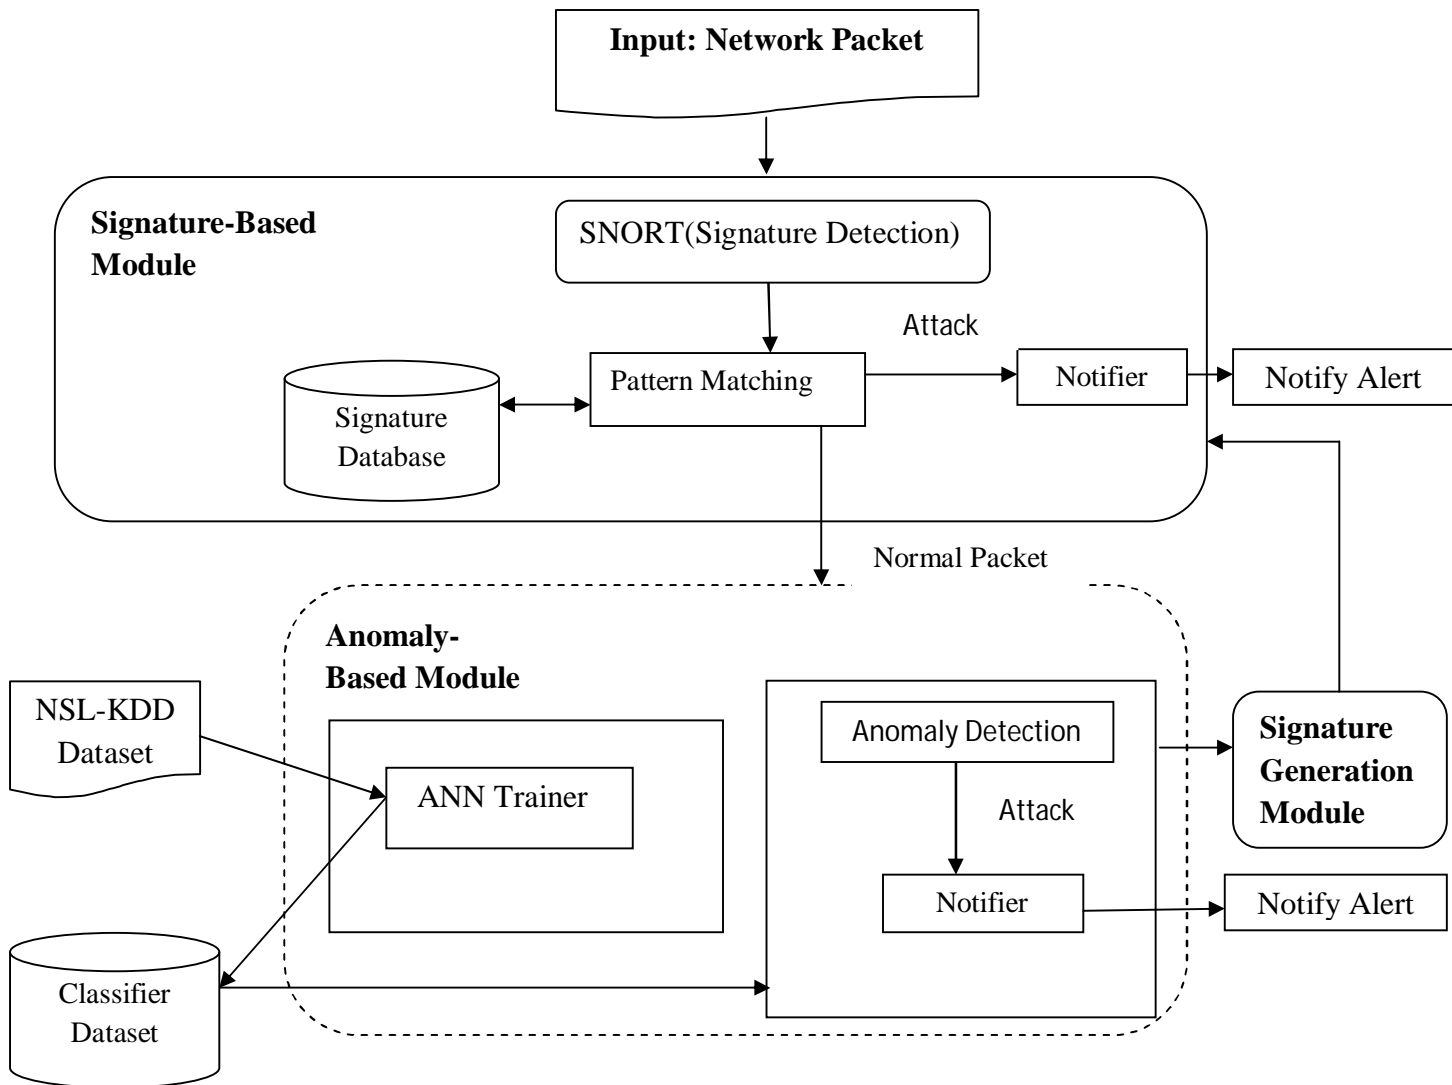 Input: Network Packet
Signature-Based
Module
SNORT(Signature Detection)
Attack
Pattern Matching
Notifier
Notify Alert
Signature
Database
Normal Packet
Anomaly-
Based Module
NSL-KDD
Dataset
ANN Trainer
Anomaly Detection
Attack
Notifier
Signature
Generation
Module
Notify Alert
Classifier
Dataset